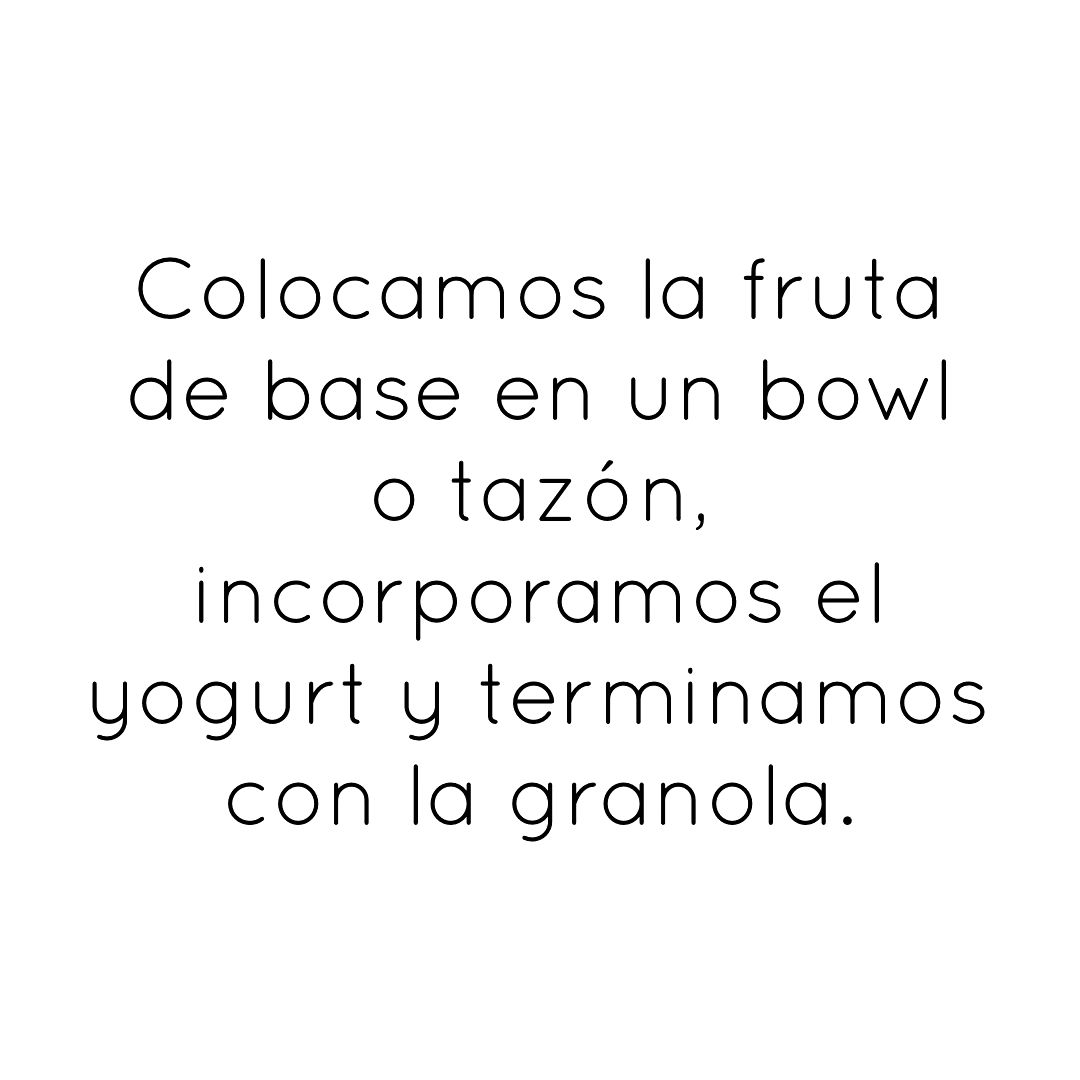 Colocamos la fruta
de base en un bowl
o tazón,
incorporamos el
yogurt y terminamos
con la granola.